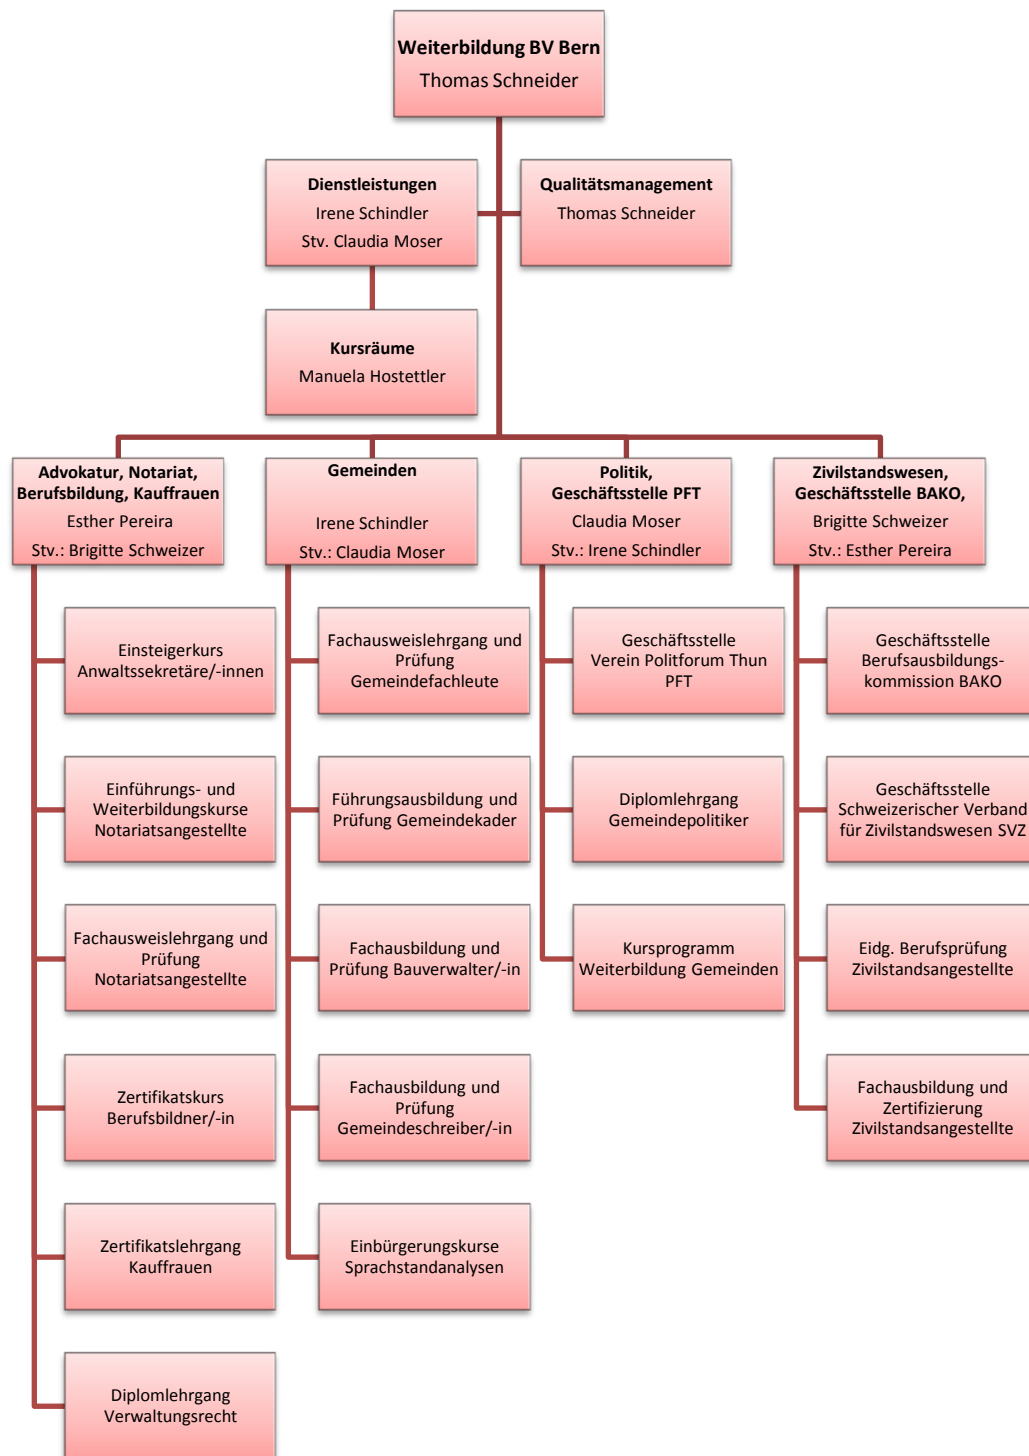 Weiterbildung BV Bern
Thomas Schneider
Dienstleistungen
Irene Schindler
Stv. Claudia Moser
Qualitätsmanagement
Thomas Schneider
Kursräume
Manuela Hostettler
Advokatur, Notariat,
Berufsbildung, Kauffrauen
Esther Pereira
Stv.: Brigitte Schweizer
Gemeinden
Irene Schindler
Stv.: Claudia Moser
Politik,
Geschäftsstelle PFT
Claudia Moser
Stv.: Irene Schindler
Zivilstandswesen,
Geschäftsstelle BAKO,
Brigitte Schweizer
Stv.: Esther Pereira
Einsteigerkurs
Anwaltssekretäre/-innen
Einführungs- und
Weiterbildungskurse
Notariatsangestellte
Fachausweislehrgang und
Prüfung
Notariatsangestellte
Zertifikatskurs
Berufsbildner/-in
Zertifikatslehrgang
Kauffrauen
Diplomlehrgang
Verwaltungsrecht
Fachausweislehrgang und
Prüfung
Gemeindefachleute
Führungsausbildung und
Prüfung Gemeindekader
Fachausbildung und
Prüfung Bauverwalter/-in
Fachausbildung und
Prüfung
Gemeindeschreiber/-in
Einbürgerungskurse
Sprachstandanalysen
Geschäftsstelle
Verein Politforum Thun
PFT
Diplomlehrgang
Gemeindepolitiker
Kursprogramm
Weiterbildung Gemeinden
Geschäftsstelle
Berufsausbildungs-
kommission BAKO
Geschäftsstelle
Schweizerischer Verband
für Zivilstandswesen SVZ
Eidg. Berufsprüfung
Zivilstandsangestellte
Fachausbildung und
Zertifizierung
Zivilstandsangestellte